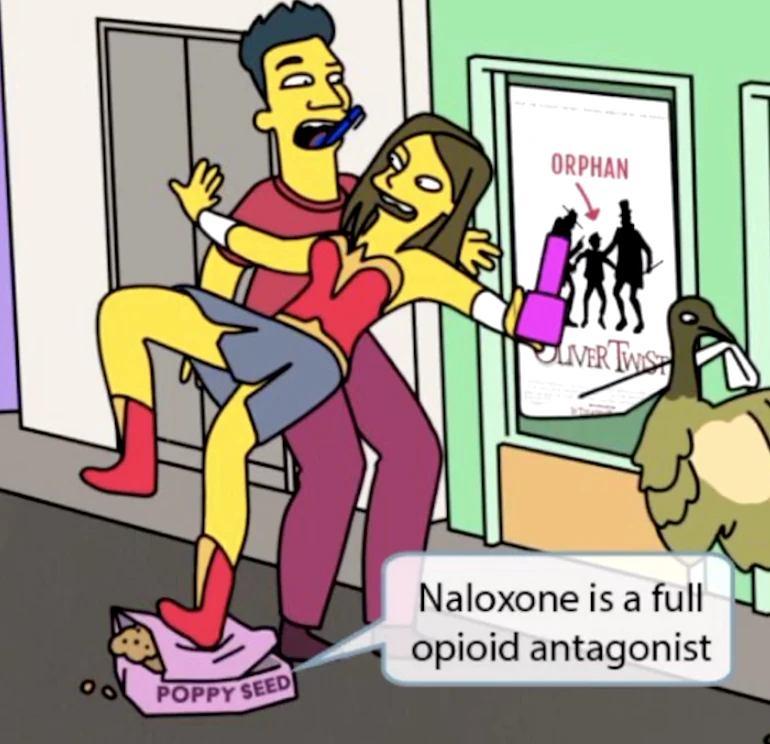 ORPHAN
OLIVER TWIST
Naloxone is a full
opioid antagonist
POPPY SEED